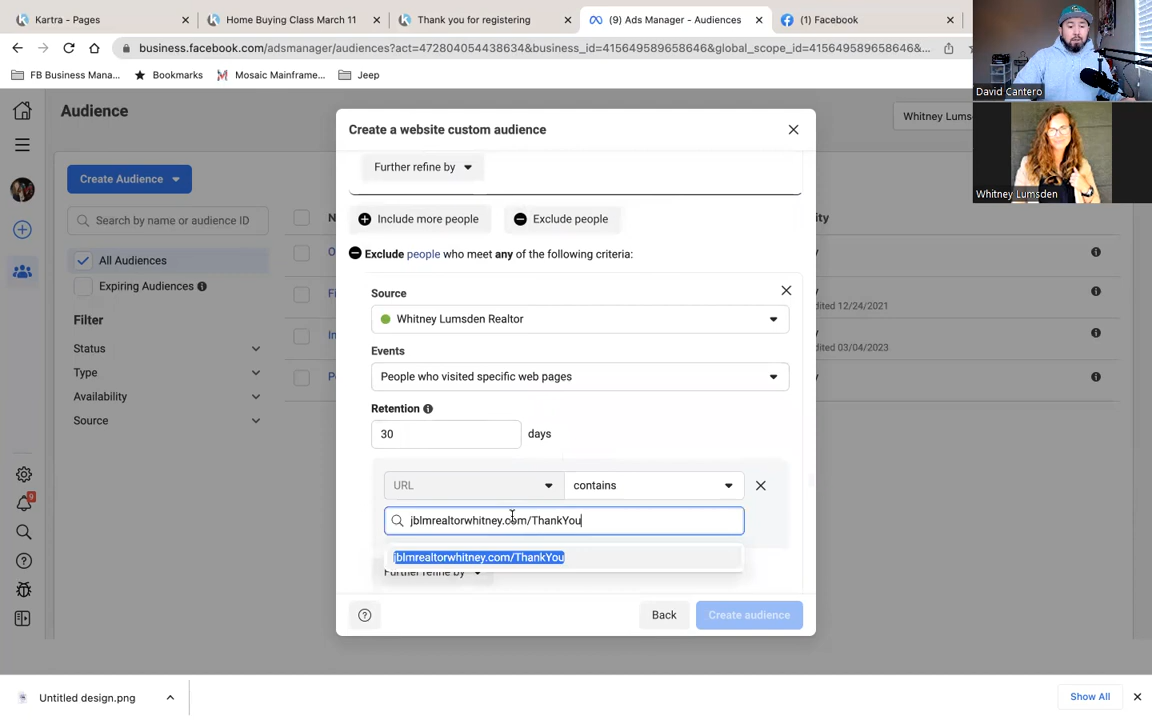 Kartra - Pages
Home Buying Class March 11
Thank you for registering
(9) Ads Manager - Audiences
(1) Facebook
business.facebook.com/adsmanager/audiences?act=472804054438634&business_id=415649589658646&global_scope_id=415649589658646&...
FB Business Mana...
Bookmarks
Mosaic Mainframe...
Jeep
David Cantero
Whitney Lumsden
Audience
Whitney Lums
Create Audience
Search by name or audience ID
All Audiences
Expiring Audiences
Filter
Status
Type
Availability
Source
9
N
O
Fi
In
P
ity
dited 12/24/2021
dited 03/04/2023
Create a website custom audience
Further refine by
Include more people
Exclude people
Exclude people who meet any of the following criteria:
Source
Whitney Lumsden Realtor
Events
People who visited specific web pages
Retention
30 days
URL
contains
jblmrealtorwhitney.com/ThankYou
jblmrealtorwhitney.com/ThankYou
Further refine by
Back
Create audience
Untitled design.png
Show All